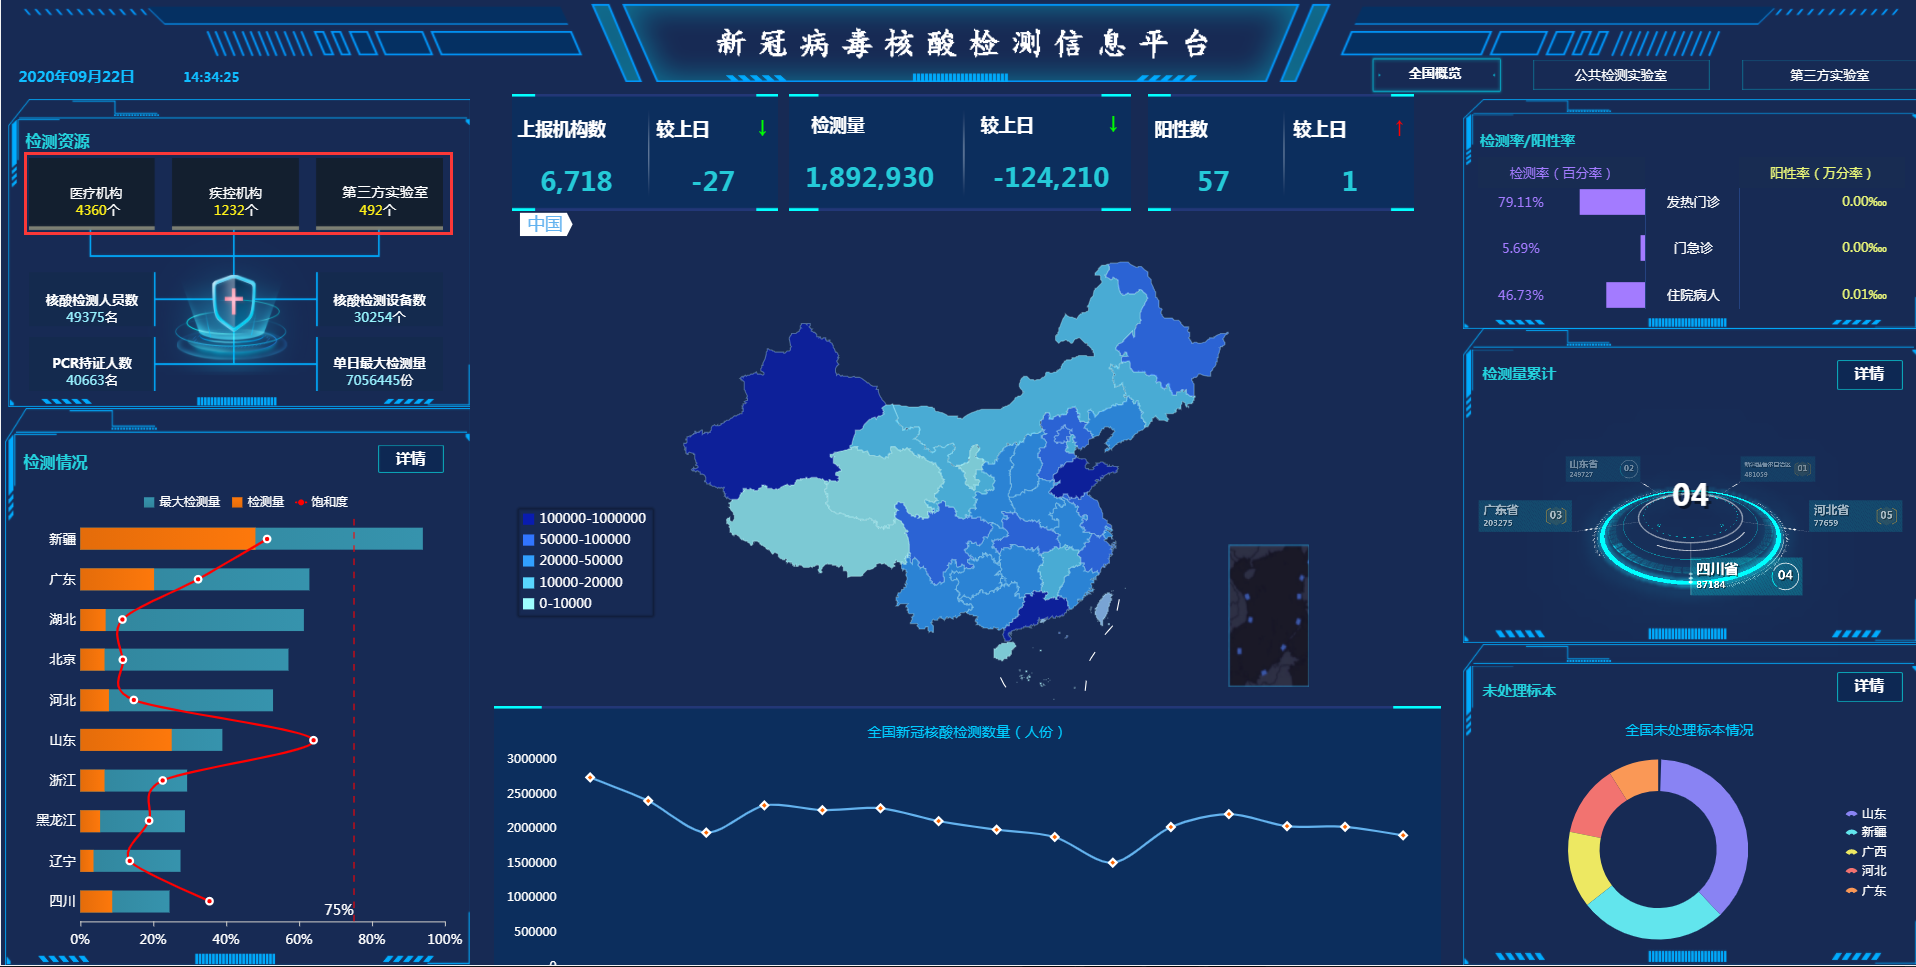 新冠病毒核酸检测信息平台
2020年09月22日 14:34:25
全国概览 公共检测实验室 第三方实验室
检测资源
医疗机构 疾控机构 第三方实验室
4360个 1232个 492个
核酸检测人员数 核酸检测设备数
49375名 30254个
PCR持证人数 单日最大检测量
40663名 7056445份
检测情况
详情
最大检测量 检测量 饱和度
新疆
广东
湖北
北京
河北
山东
浙江
黑龙江
辽宁
四川
75%
0% 20% 40% 60% 80% 100%
上报机构数 较上日 ↓
6,718 -27
检测量 较上日 ↓
1,892,930 -124,210
阳性数 较上日 ↑
57 1
中国
100000-1000000
50000-100000
20000-50000
10000-20000
0-10000
全国新冠核酸检测数量（人份）
3000000
2500000
2000000
1500000
1000000
500000
0
检测率/阳性率
检测率（百分率） 阳性率（万分率）
79.11% 发热门诊 0.00‱
5.69% 门急诊 0.00‱
46.73% 住院病人 0.01‱
检测量累计
详情
山东省 02
249727
01
481059
04
广东省 03
203275
河北省 05
77659
四川省 04
87184
未处理标本
详情
全国未处理标本情况
山东
新疆
广西
河北
广东